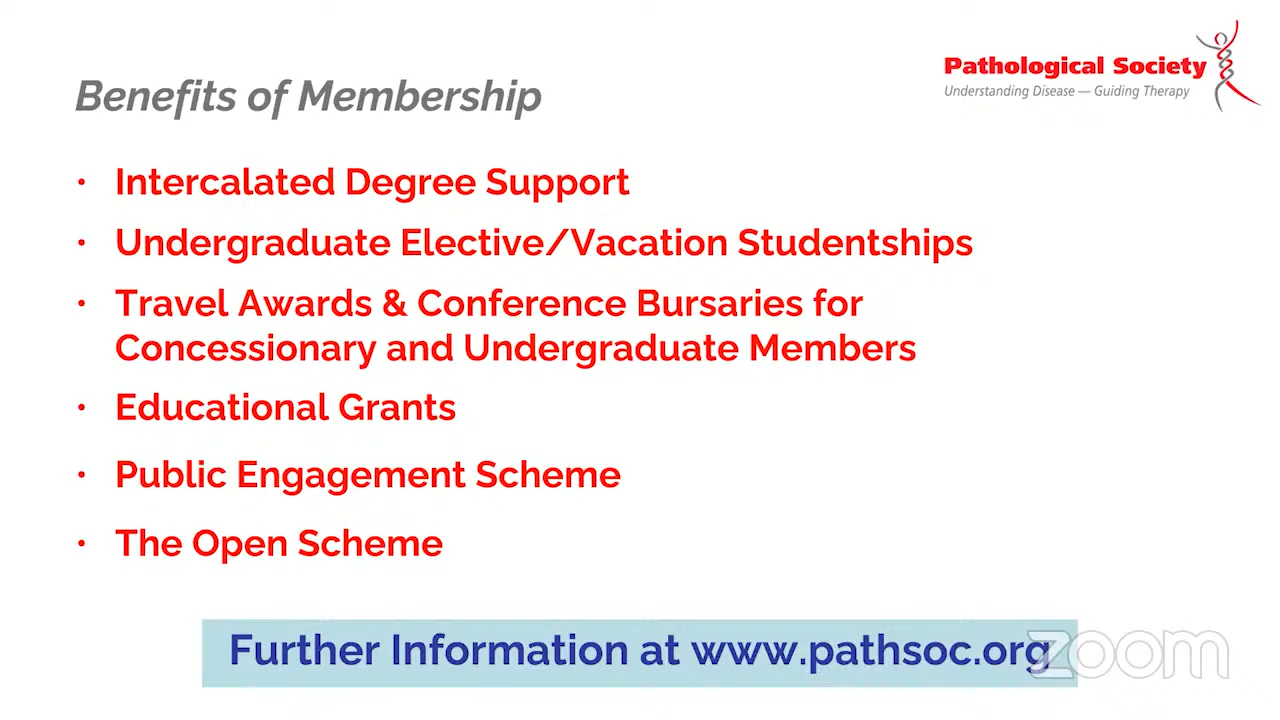 Pathological Society
Understanding Disease — Guiding Therapy
Benefits of Membership
• Intercalated Degree Support
• Undergraduate Elective/Vacation Studentships
• Travel Awards & Conference Bursaries for
Concessionary and Undergraduate Members
• Educational Grants
• Public Engagement Scheme
• The Open Scheme
Further Information at www.pathsoc.org
zoom